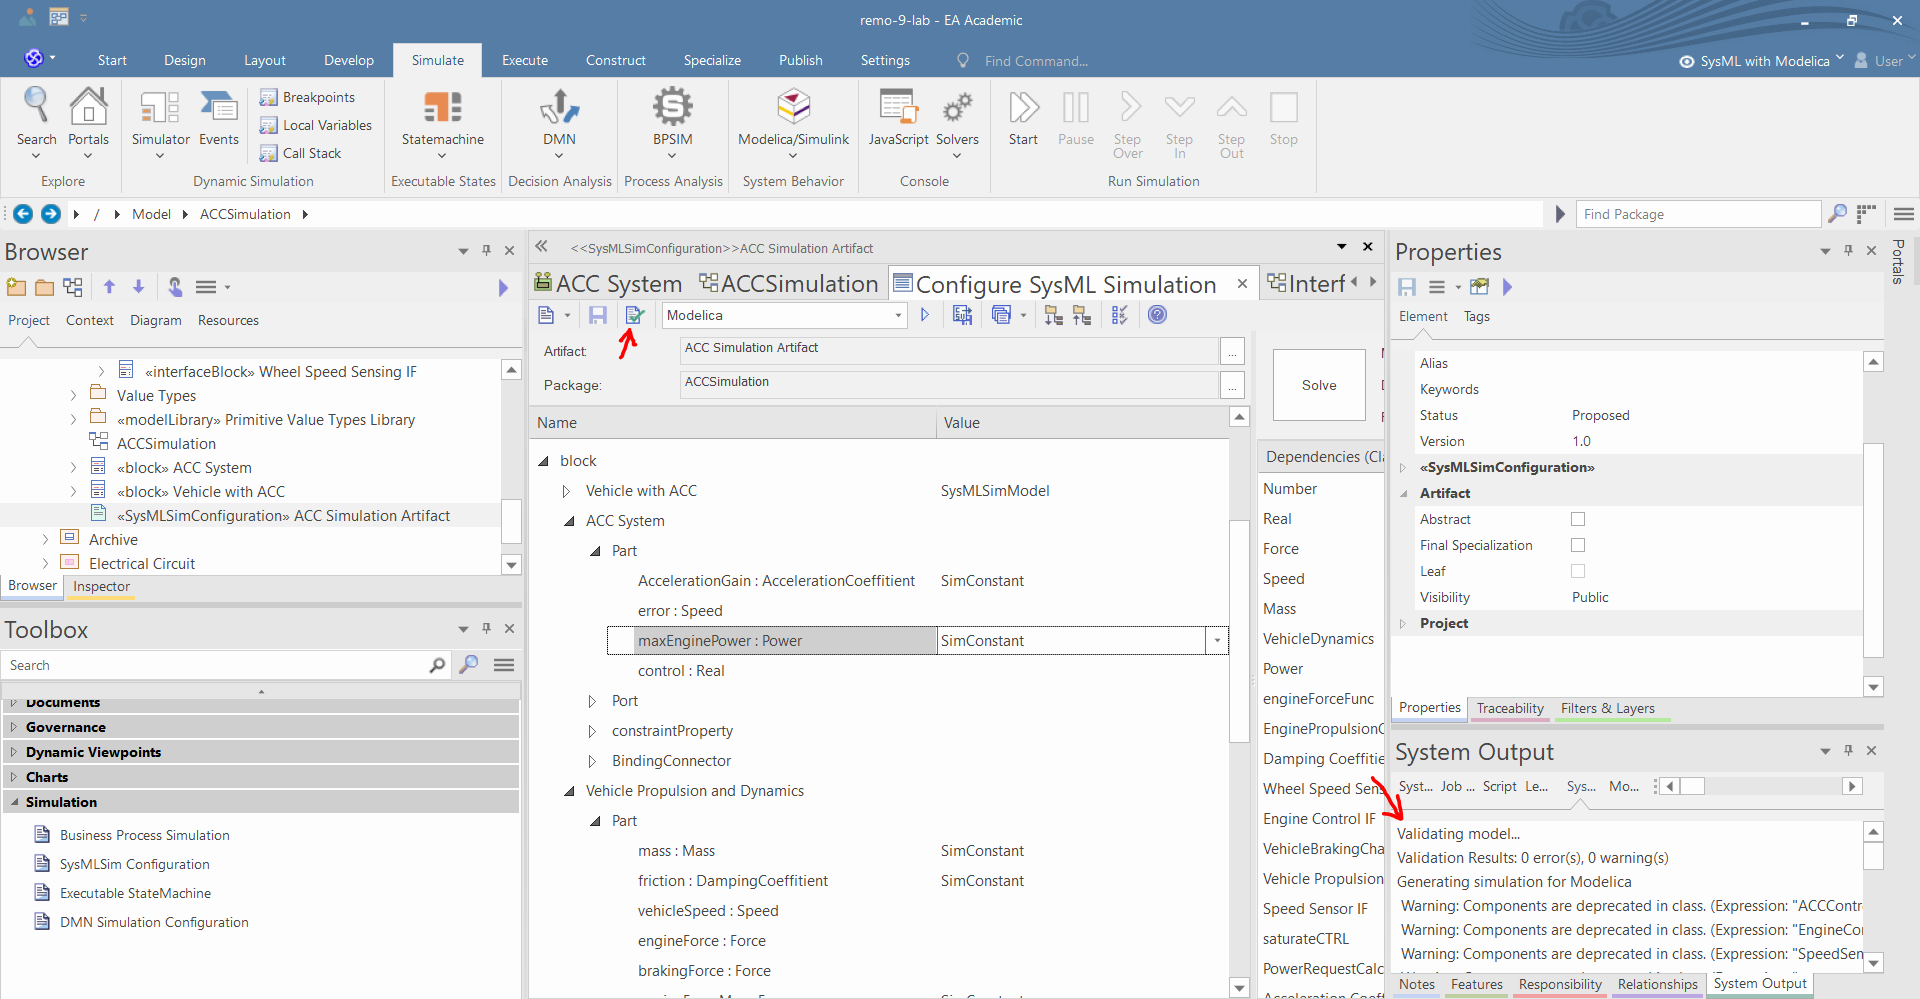 remo-9-lab - EA Academic
Start Design Layout Develop Simulate Execute Construct Specialize Publish Settings Find Command... SysML with Modelica User
Search Portals Simulator Events Breakpoints Local Variables Call Stack Statemachine DMN BPSIM Modelica/Simulink JavaScript Solvers Start Pause Step Over Step In Step Out Stop
Explore Dynamic Simulation Executable States Decision Analysis Process Analysis System Behavior Console Run Simulation
/ Model ACCSimulation Find Package
Browser
Project Context Diagram Resources
«interfaceBlock» Wheel Speed Sensing IF
Value Types
«modelLibrary» Primitive Value Types Library
ACCSimulation
«block» ACC System
«block» Vehicle with ACC
«SysMLSimConfiguration» ACC Simulation Artifact
Archive
Electrical Circuit
Browser Inspector
Toolbox
Search
Documents
Governance
Dynamic Viewpoints
Charts
Simulation
Business Process Simulation
SysMLSim Configuration
Executable StateMachine
DMN Simulation Configuration
<<SysMLSimConfiguration>>ACC Simulation Artifact
ACC System ACCSimulation Configure SysML Simulation Interf
Modelica
Artifact: ACC Simulation Artifact ...
Package: ACCSimulation ...
Solve
Name Value
block
Vehicle with ACC SysMLSimModel
ACC System
Part
AccelerationGain : AccelerationCoeffitient SimConstant
error : Speed
maxEnginePower : Power SimConstant
control : Real
Port
constraintProperty
BindingConnector
Vehicle Propulsion and Dynamics
Part
mass : Mass SimConstant
friction : DampingCoeffitient SimConstant
vehicleSpeed : Speed
engineForce : Force
brakingForce : Force
Dependencies (Cla
Number
Real
Force
Speed
Mass
VehicleDynamics
Power
engineForceFunc
EnginePropulsionC
Damping Coeffitie
Wheel Speed Sens
Engine Control IF
VehicleBrakingCha
Vehicle Propulsion
Speed Sensor IF
saturateCTRL
PowerRequestCalc
Acceleration Coeffi
Properties
Element Tags
Alias
Keywords
Status Proposed
Version 1.0
«SysMLSimConfiguration»
Artifact
Abstract
Final Specialization
Leaf
Visibility Public
Project
Properties Traceability Filters & Layers
System Output
Syst... Job ... Script Le... Sys... Mo...
Validating model...
Validation Results: 0 error(s), 0 warning(s)
Generating simulation for Modelica
Warning: Components are deprecated in class. (Expression: "ACCContr
Warning: Components are deprecated in class. (Expression: "EngineCo
Warning: Components are deprecated in class. (Expression: "SpeedSen
Notes Features Responsibility Relationships System Output
Portals